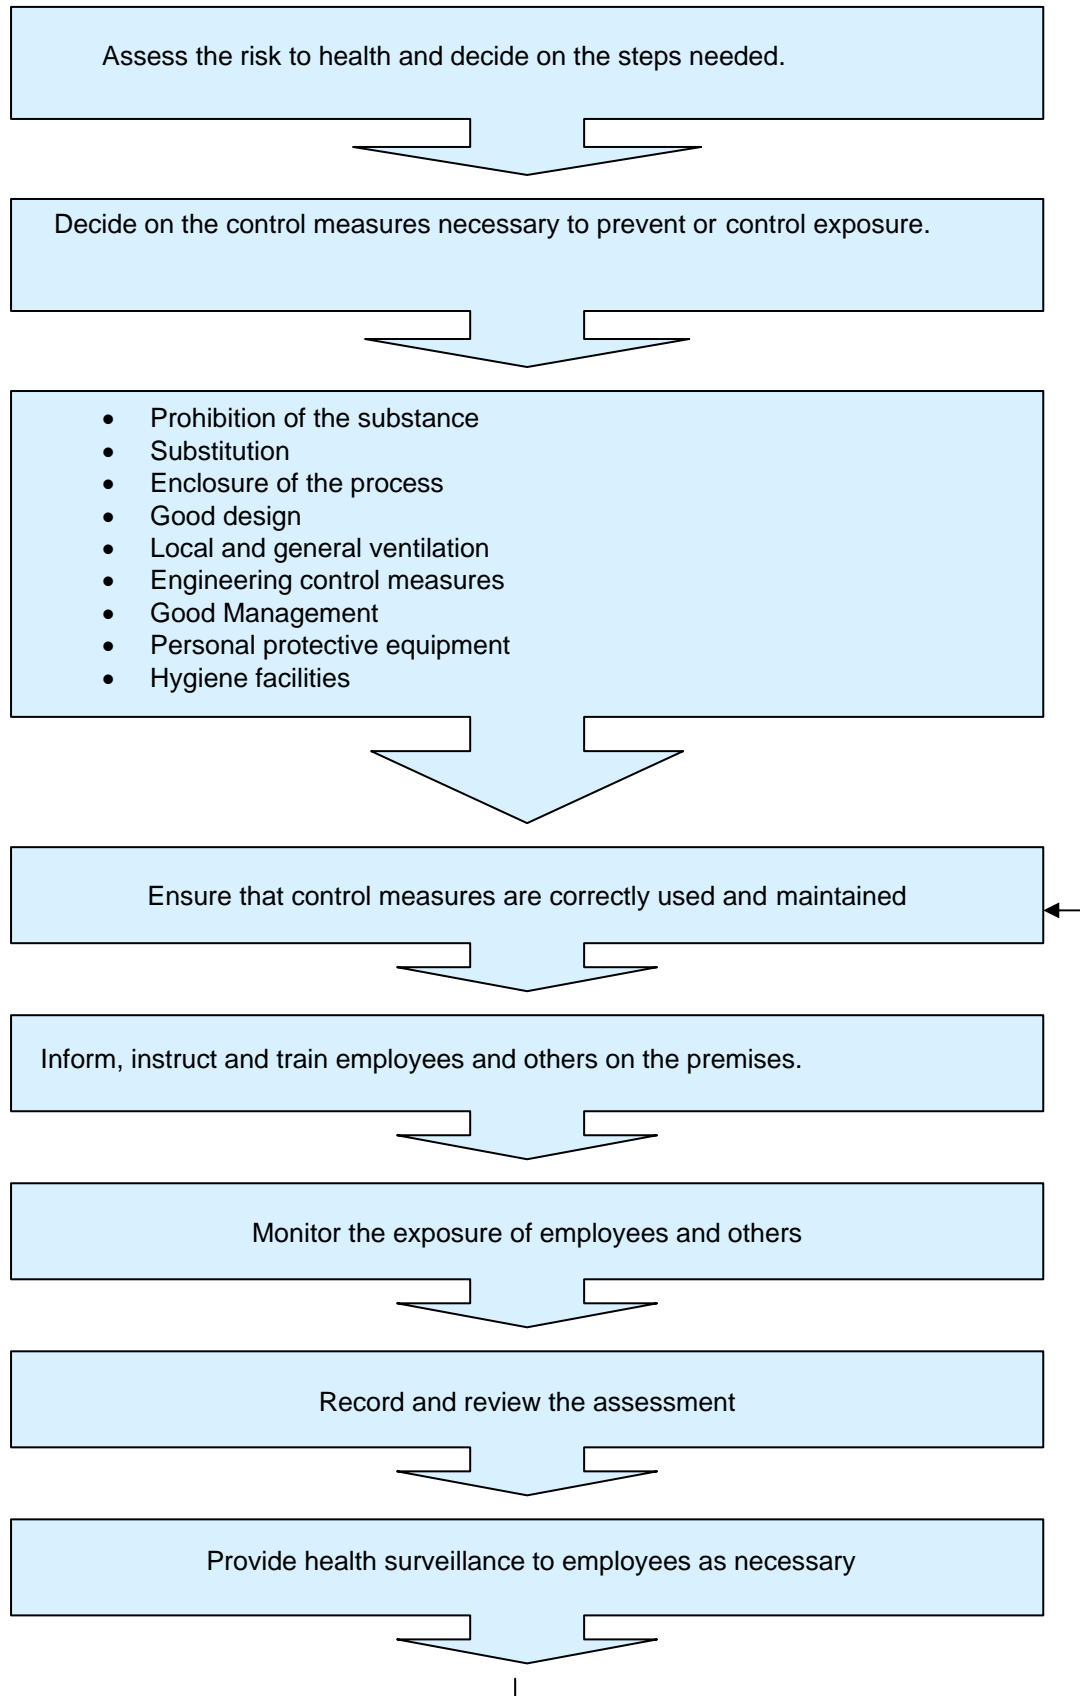 Assess the risk to health and decide on the steps needed.
Decide on the control measures necessary to prevent or control exposure.
• Prohibition of the substance
• Substitution
• Enclosure of the process
• Good design
• Local and general ventilation
• Engineering control measures
• Good Management
• Personal protective equipment
• Hygiene facilities
Ensure that control measures are correctly used and maintained
Inform, instruct and train employees and others on the premises.
Monitor the exposure of employees and others
Record and review the assessment
Provide health surveillance to employees as necessary